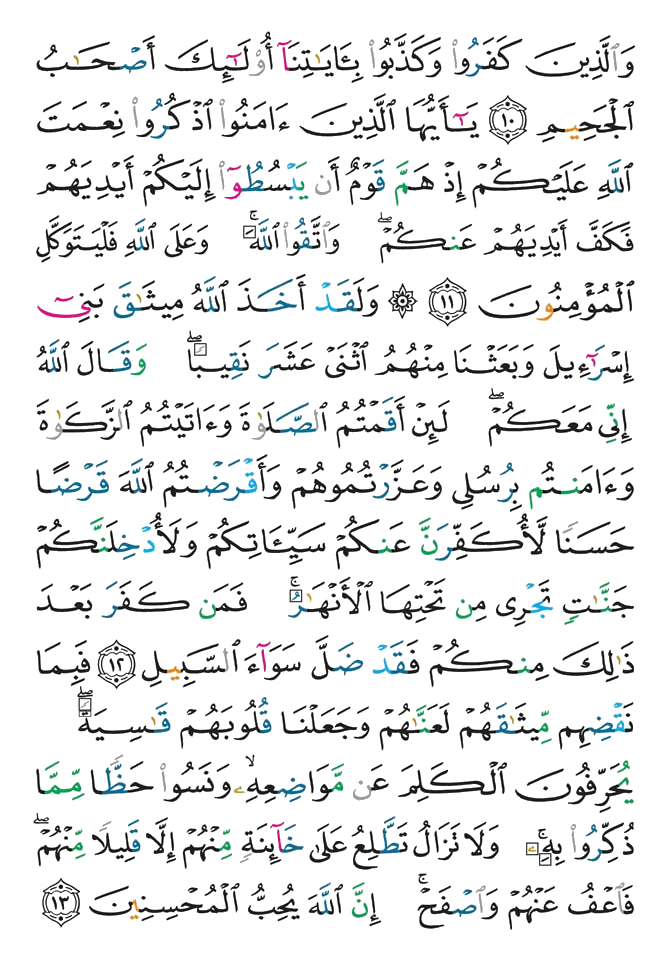 وَٱلَّذِينَ كَفَرُوا۟ وَكَذَّبُوا۟ بِـَٔايَـٰتِنَآ أُو۟لَـٰٓئِكَ أَصْحَـٰبُ
ٱلْجَحِيمِ ١٠ يَـٰٓأَيُّهَا ٱلَّذِينَ ءَامَنُوا۟ ٱذْكُرُوا۟ نِعْمَتَ
ٱللَّهِ عَلَيْكُمْ إِذْ هَمَّ قَوْمٌ أَن يَبْسُطُوٓا۟ إِلَيْكُمْ أَيْدِيَهُمْ
فَكَفَّ أَيْدِيَهُمْ عَنكُمْ ۖ وَٱتَّقُوا۟ ٱللَّهَ ۚ وَعَلَى ٱللَّهِ فَلْيَتَوَكَّلِ
ٱلْمُؤْمِنُونَ ١١ ۞ وَلَقَدْ أَخَذَ ٱللَّهُ مِيثَـٰقَ بَنِىٓ
إِسْرَٰٓءِيلَ وَبَعَثْنَا مِنْهُمُ ٱثْنَىْ عَشَرَ نَقِيبًا ۖ وَقَالَ ٱللَّهُ
إِنِّى مَعَكُمْ ۖ لَئِنْ أَقَمْتُمُ ٱلصَّلَوٰةَ وَءَاتَيْتُمُ ٱلزَّكَوٰةَ
وَءَامَنتُم بِرُسُلِى وَعَزَّرْتُمُوهُمْ وَأَقْرَضْتُمُ ٱللَّهَ قَرْضًا
حَسَنًا لَّأُكَفِّرَنَّ عَنكُمْ سَيِّـَٔاتِكُمْ وَلَأُدْخِلَنَّكُمْ
جَنَّـٰتٍ تَجْرِى مِن تَحْتِهَا ٱلْأَنْهَـٰرُ ۚ فَمَن كَفَرَ بَعْدَ
ذَٰلِكَ مِنكُمْ فَقَدْ ضَلَّ سَوَآءَ ٱلسَّبِيلِ ١٢ فَبِمَا
نَقْضِهِم مِّيثَـٰقَهُمْ لَعَنَّـٰهُمْ وَجَعَلْنَا قُلُوبَهُمْ قَـٰسِيَةً ۖ
يُحَرِّفُونَ ٱلْكَلِمَ عَن مَّوَاضِعِهِۦ ۙ وَنَسُوا۟ حَظًّا مِّمَّا
ذُكِّرُوا۟ بِهِۦ ۚ وَلَا تَزَالُ تَطَّلِعُ عَلَىٰ خَآئِنَةٍ مِّنْهُمْ إِلَّا قَلِيلًا مِّنْهُمْ ۖ
فَٱعْفُ عَنْهُمْ وَٱصْفَحْ ۚ إِنَّ ٱللَّهَ يُحِبُّ ٱلْمُحْسِنِينَ ١٣